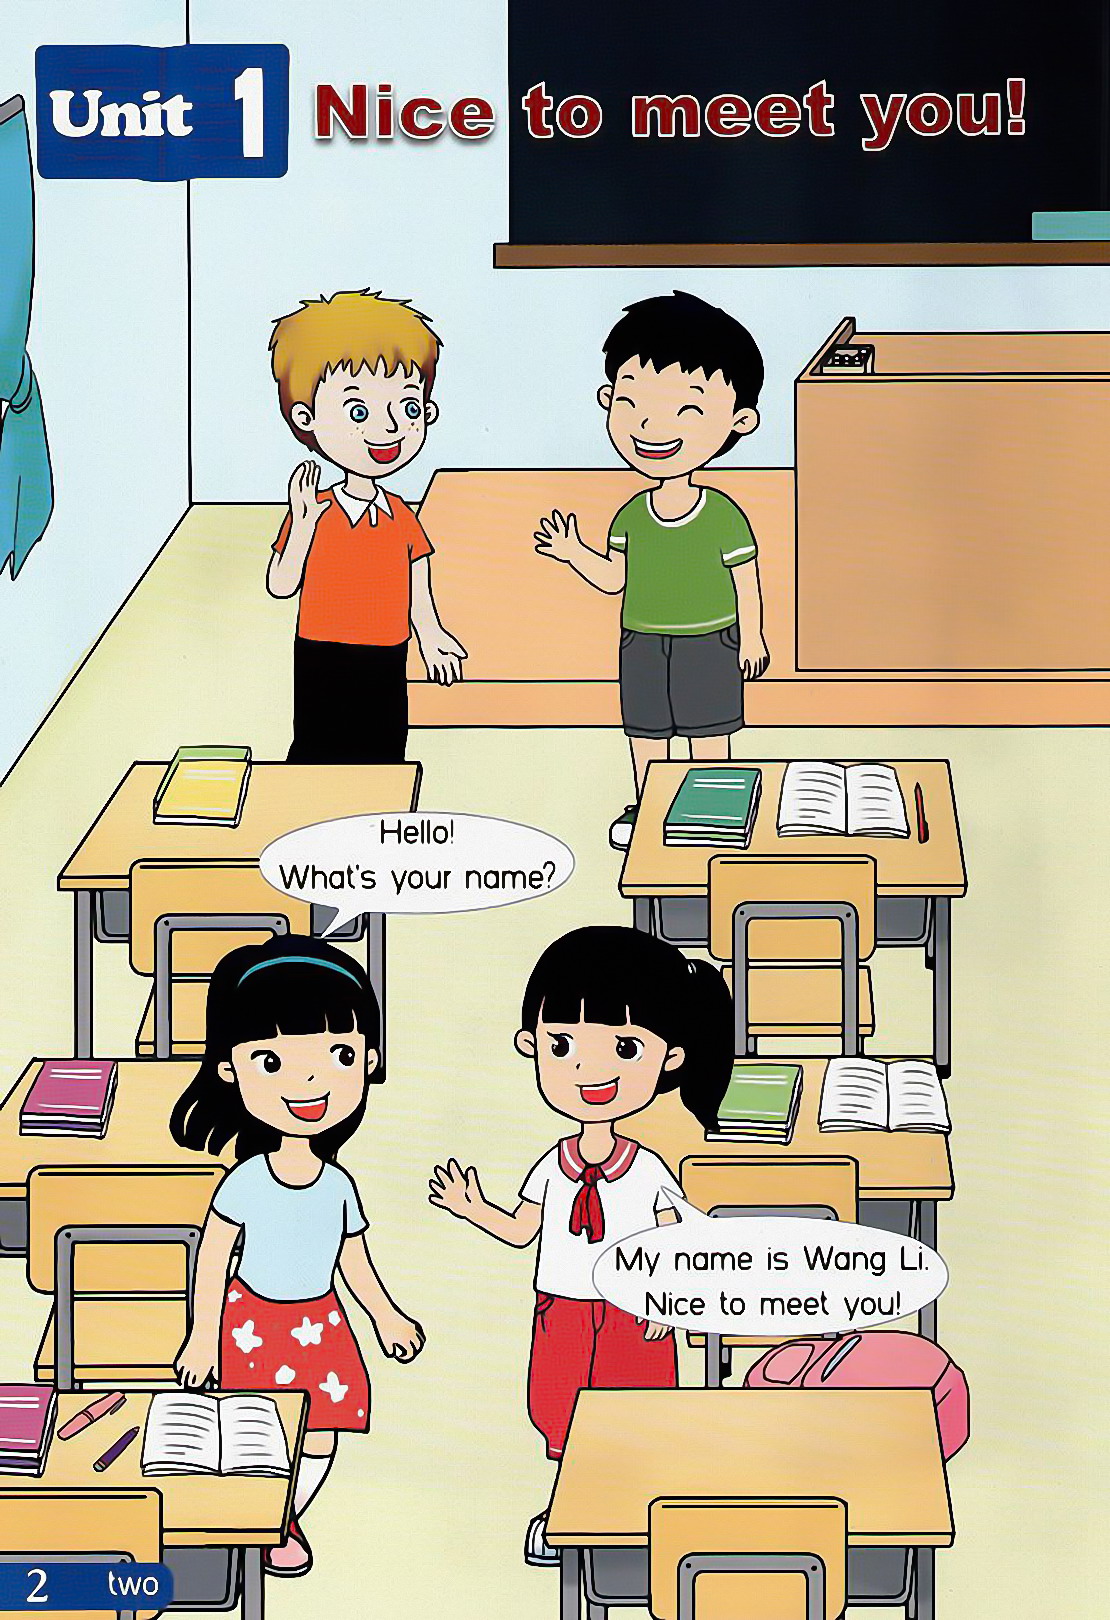 Unit 1 Nice to meet you!
Hello!
What's your name?
My name is Wang Li.
Nice to meet you!
2 two